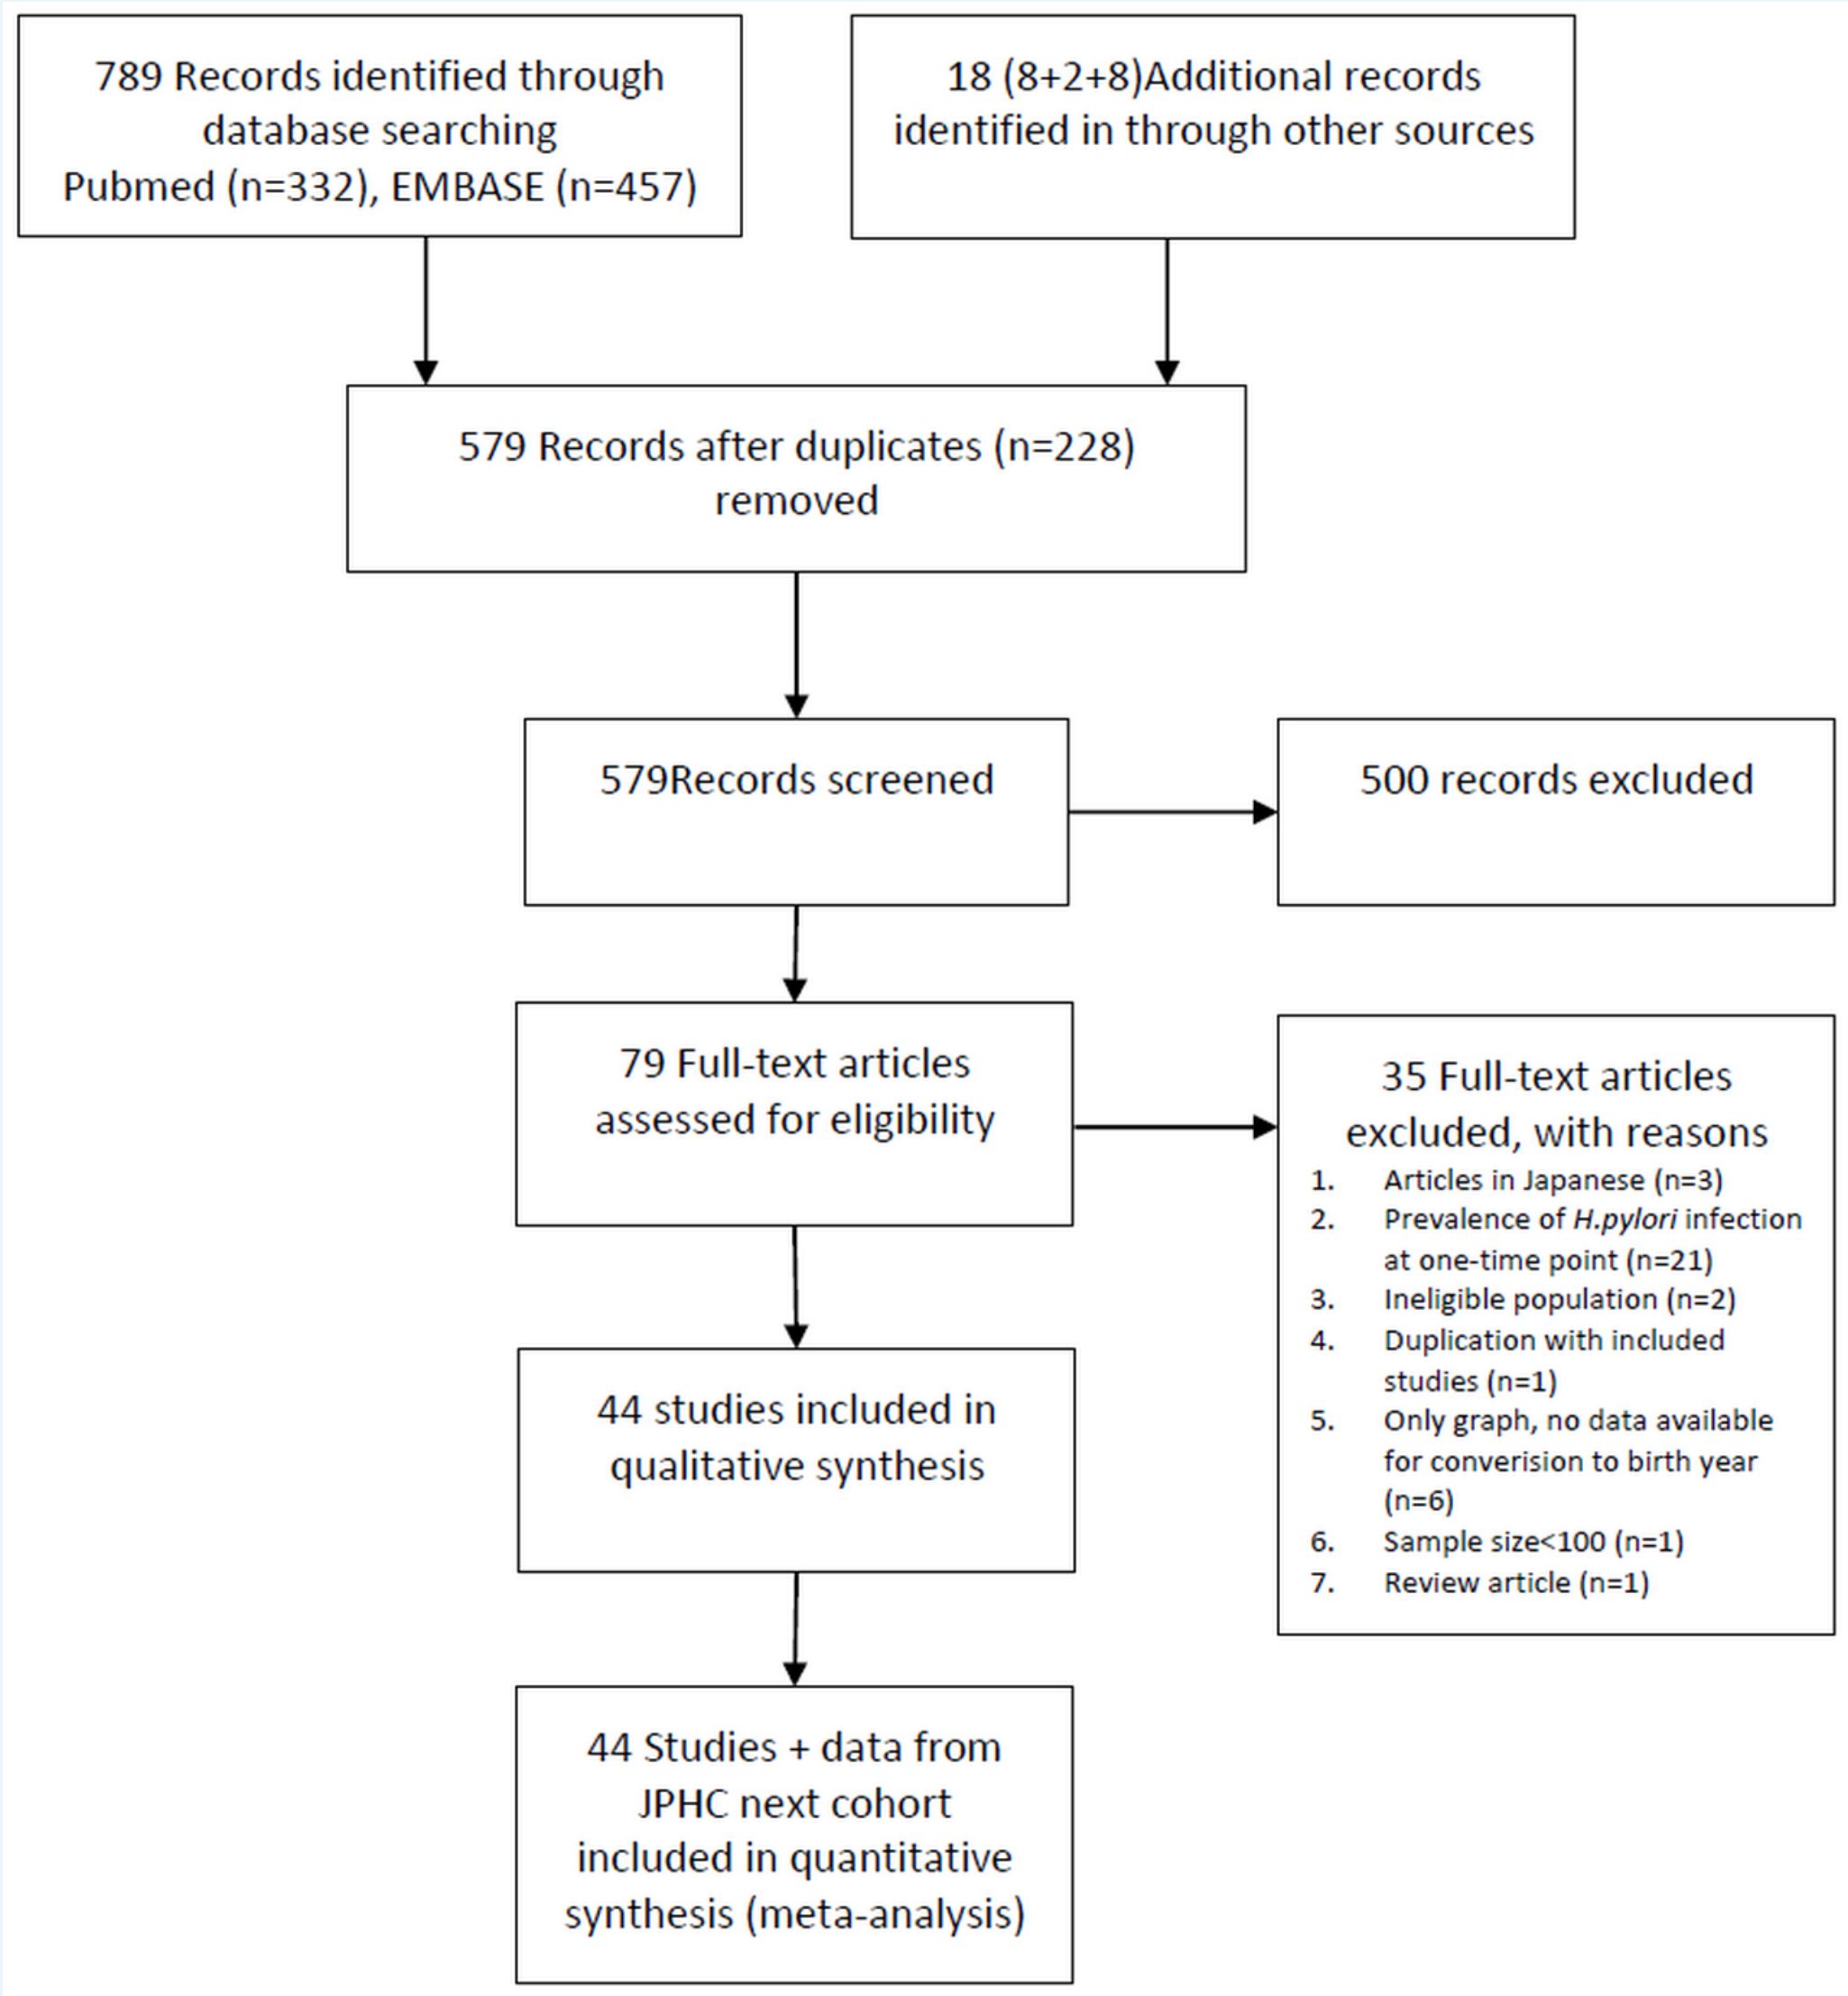 789 Records identified through
database searching
Pubmed (n=332), EMBASE (n=457)
18 (8+2+8)Additional records
identified in through other sources
579 Records after duplicates (n=228)
removed
579Records screened
500 records excluded
79 Full-text articles
assessed for eligibility
35 Full-text articles
excluded, with reasons
1. Articles in Japanese (n=3)
2. Prevalence of H.pylori infection
at one-time point (n=21)
3. Ineligible population (n=2)
4. Duplication with included
studies (n=1)
5. Only graph, no data available
for converision to birth year
(n=6)
6. Sample size<100 (n=1)
7. Review article (n=1)
44 studies included in
qualitative synthesis
44 Studies + data from
JPHC next cohort
included in quantitative
synthesis (meta-analysis)